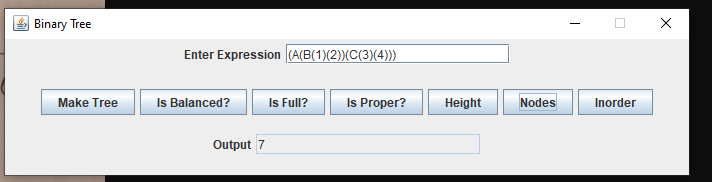 Binary Tree
Enter Expression (A(B(1)(2))(C(3)(4)))
Make Tree Is Balanced? Is Full? Is Proper? Height Nodes Inorder
Output 7